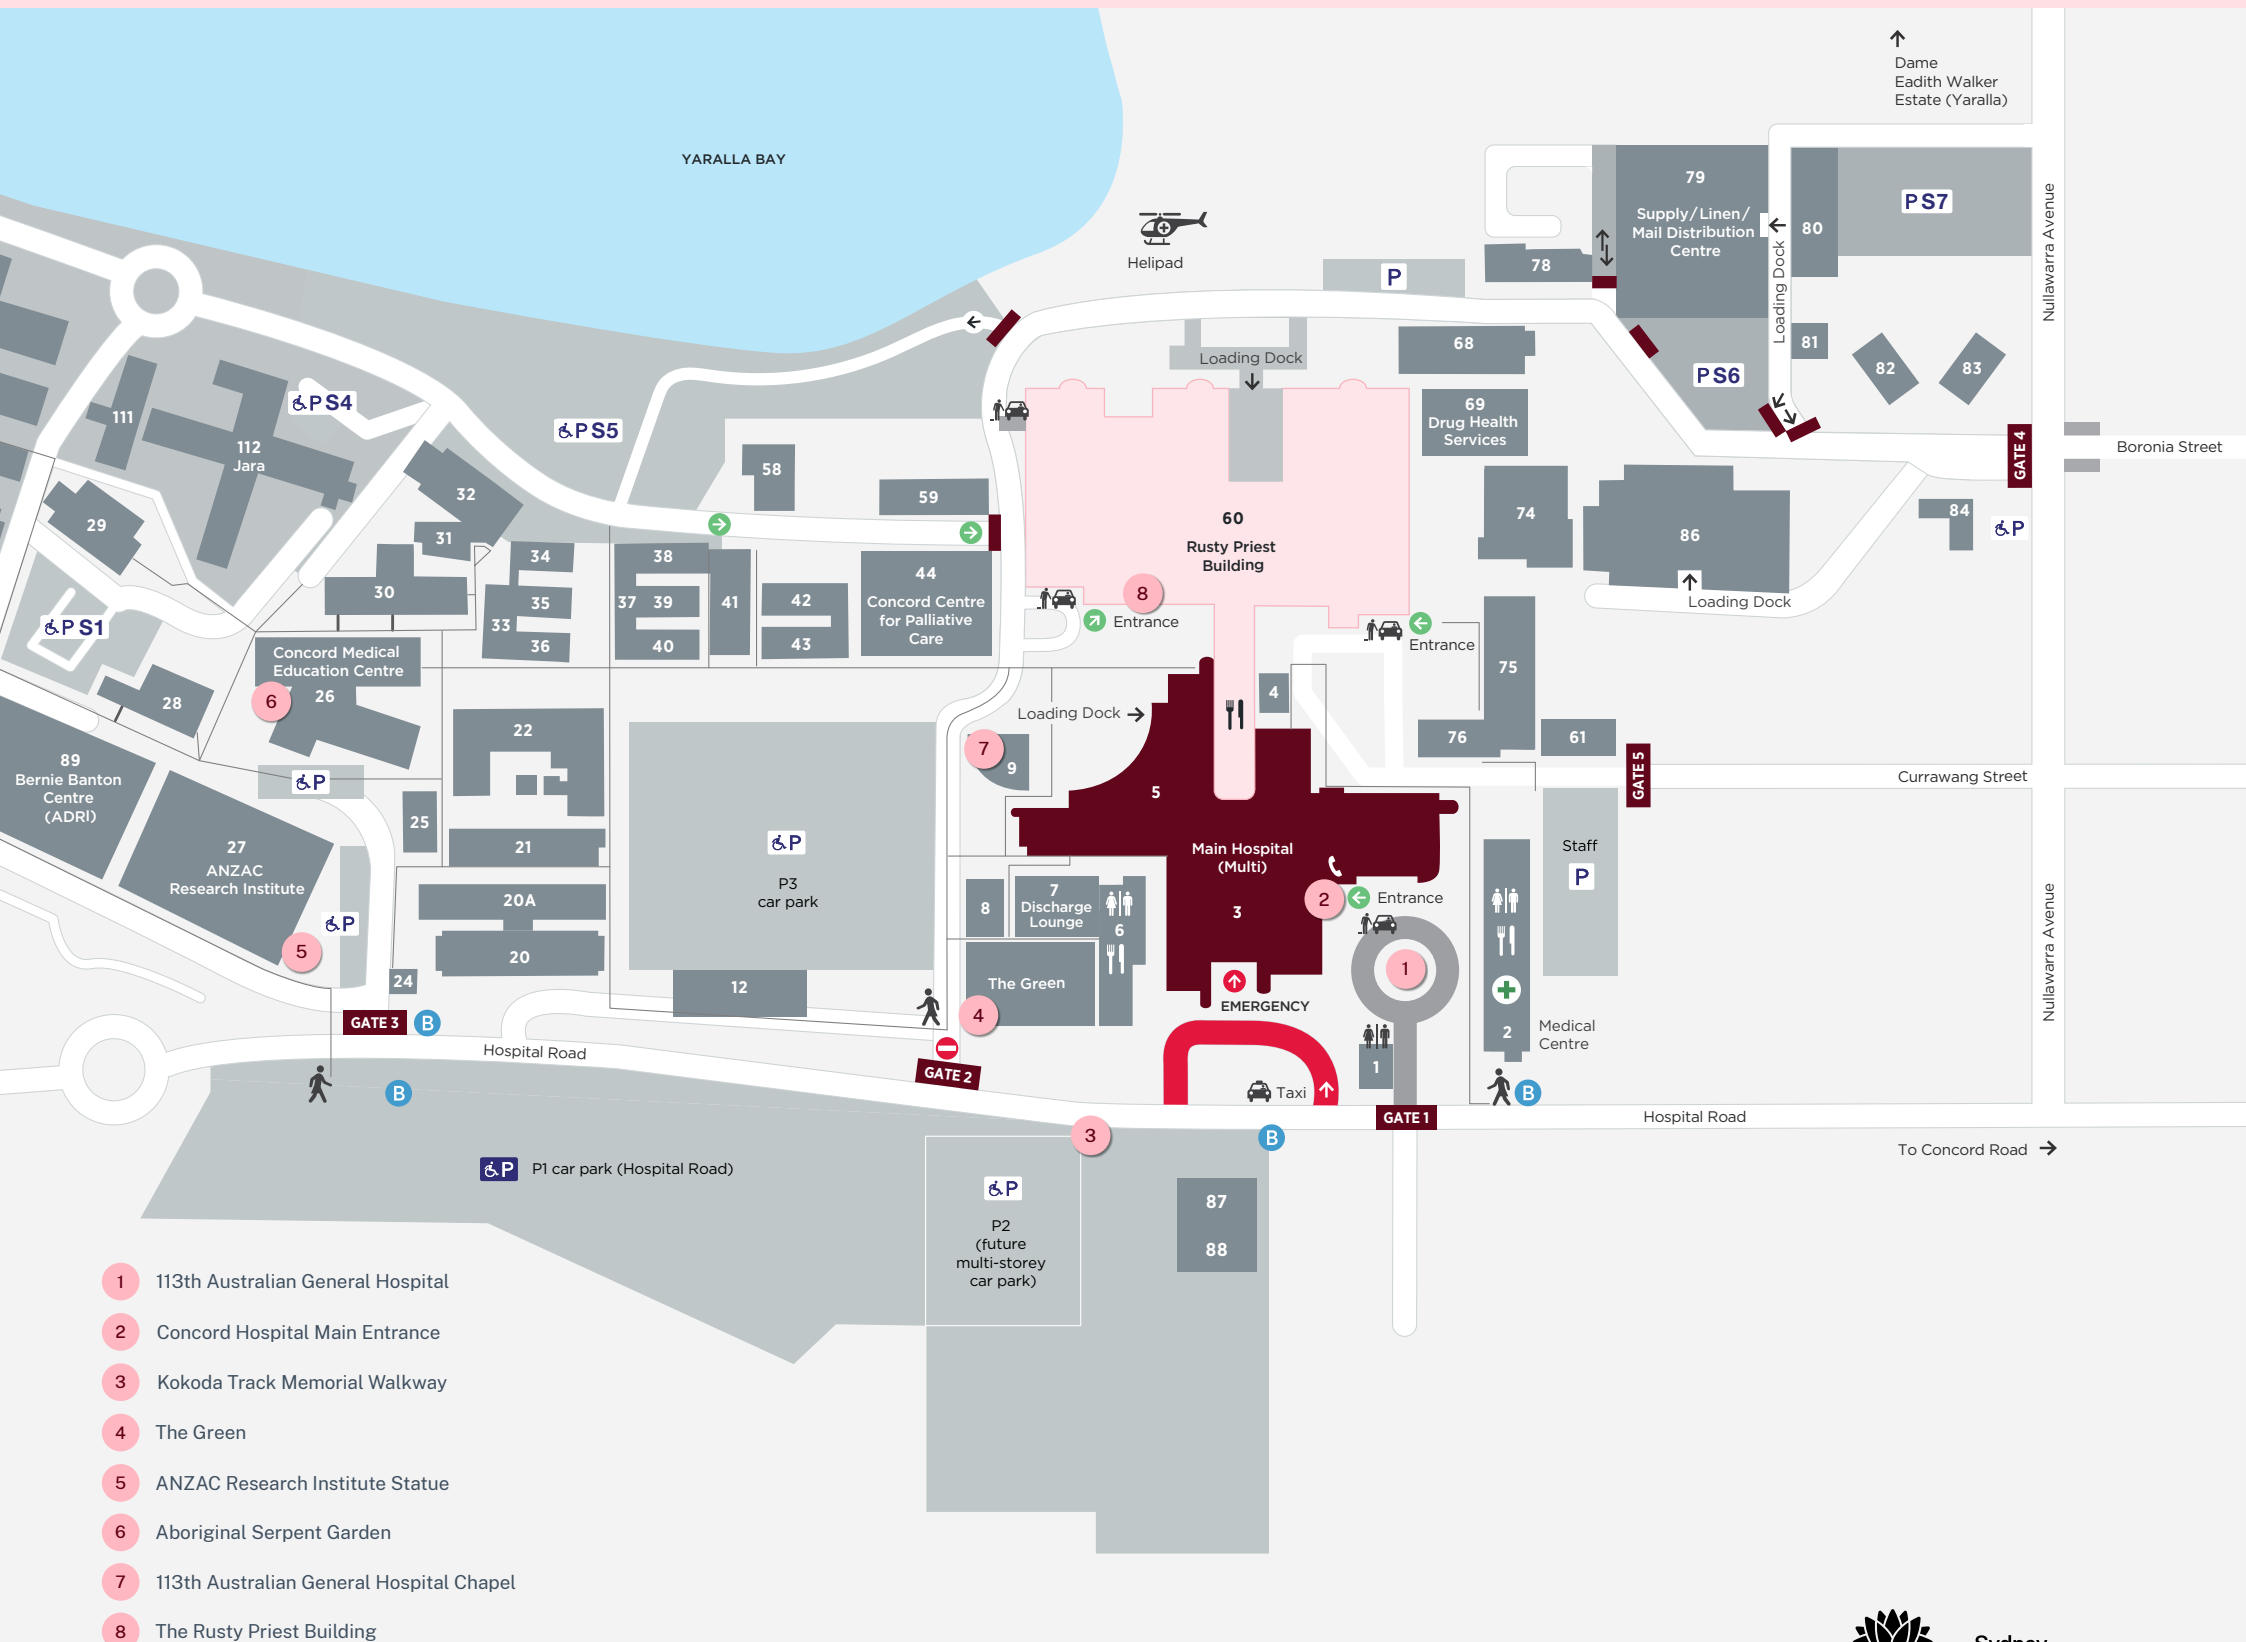 Dame
Eadith Walker
Estate (Yaralla)
YARALLA BAY
79
Supply/Linen/
Mail Distribution
Centre
Loading Dock
80
P S7
Nullawarra Avenue
Helipad
P
78
81
82
83
P S6
Loading Dock
68
69
Drug Health
Services
GATE 4
Boronia Street
111
112
Jara
P S4
P S5
58
59
32
31
29
30
34
35
33
36
38
37
39
40
41
42
43
44
Concord Centre
for Palliative
Care
60
Rusty Priest
Building
8
Entrance
Entrance
74
86
Loading Dock
84
P
75
76
61
P S1
28
Concord Medical
Education Centre
26
6
22
Loading Dock
4
7
9
5
GATE 5
Currawang Street
89
Bernie Banton
Centre
(ADRI)
P
27
ANZAC
Research Institute
25
21
20A
20
P
5
24
P
P3
car park
12
Main Hospital
(Multi)
3
2
Entrance
8
7
Discharge
Lounge
6
The Green
4
EMERGENCY
1
Staff
P
2
Medical
Centre
Nullawarra Avenue
GATE 3
B
Hospital Road
GATE 2
B
Taxi
1
GATE 1
B
Hospital Road
To Concord Road
3
B
P
P1 car park (Hospital Road)
P
P2
(future
multi-storey
car park)
87
88
1 113th Australian General Hospital
2 Concord Hospital Main Entrance
3 Kokoda Track Memorial Walkway
4 The Green
5 ANZAC Research Institute Statue
6 Aboriginal Serpent Garden
7 113th Australian General Hospital Chapel
8 The Rusty Priest Building
Sydney